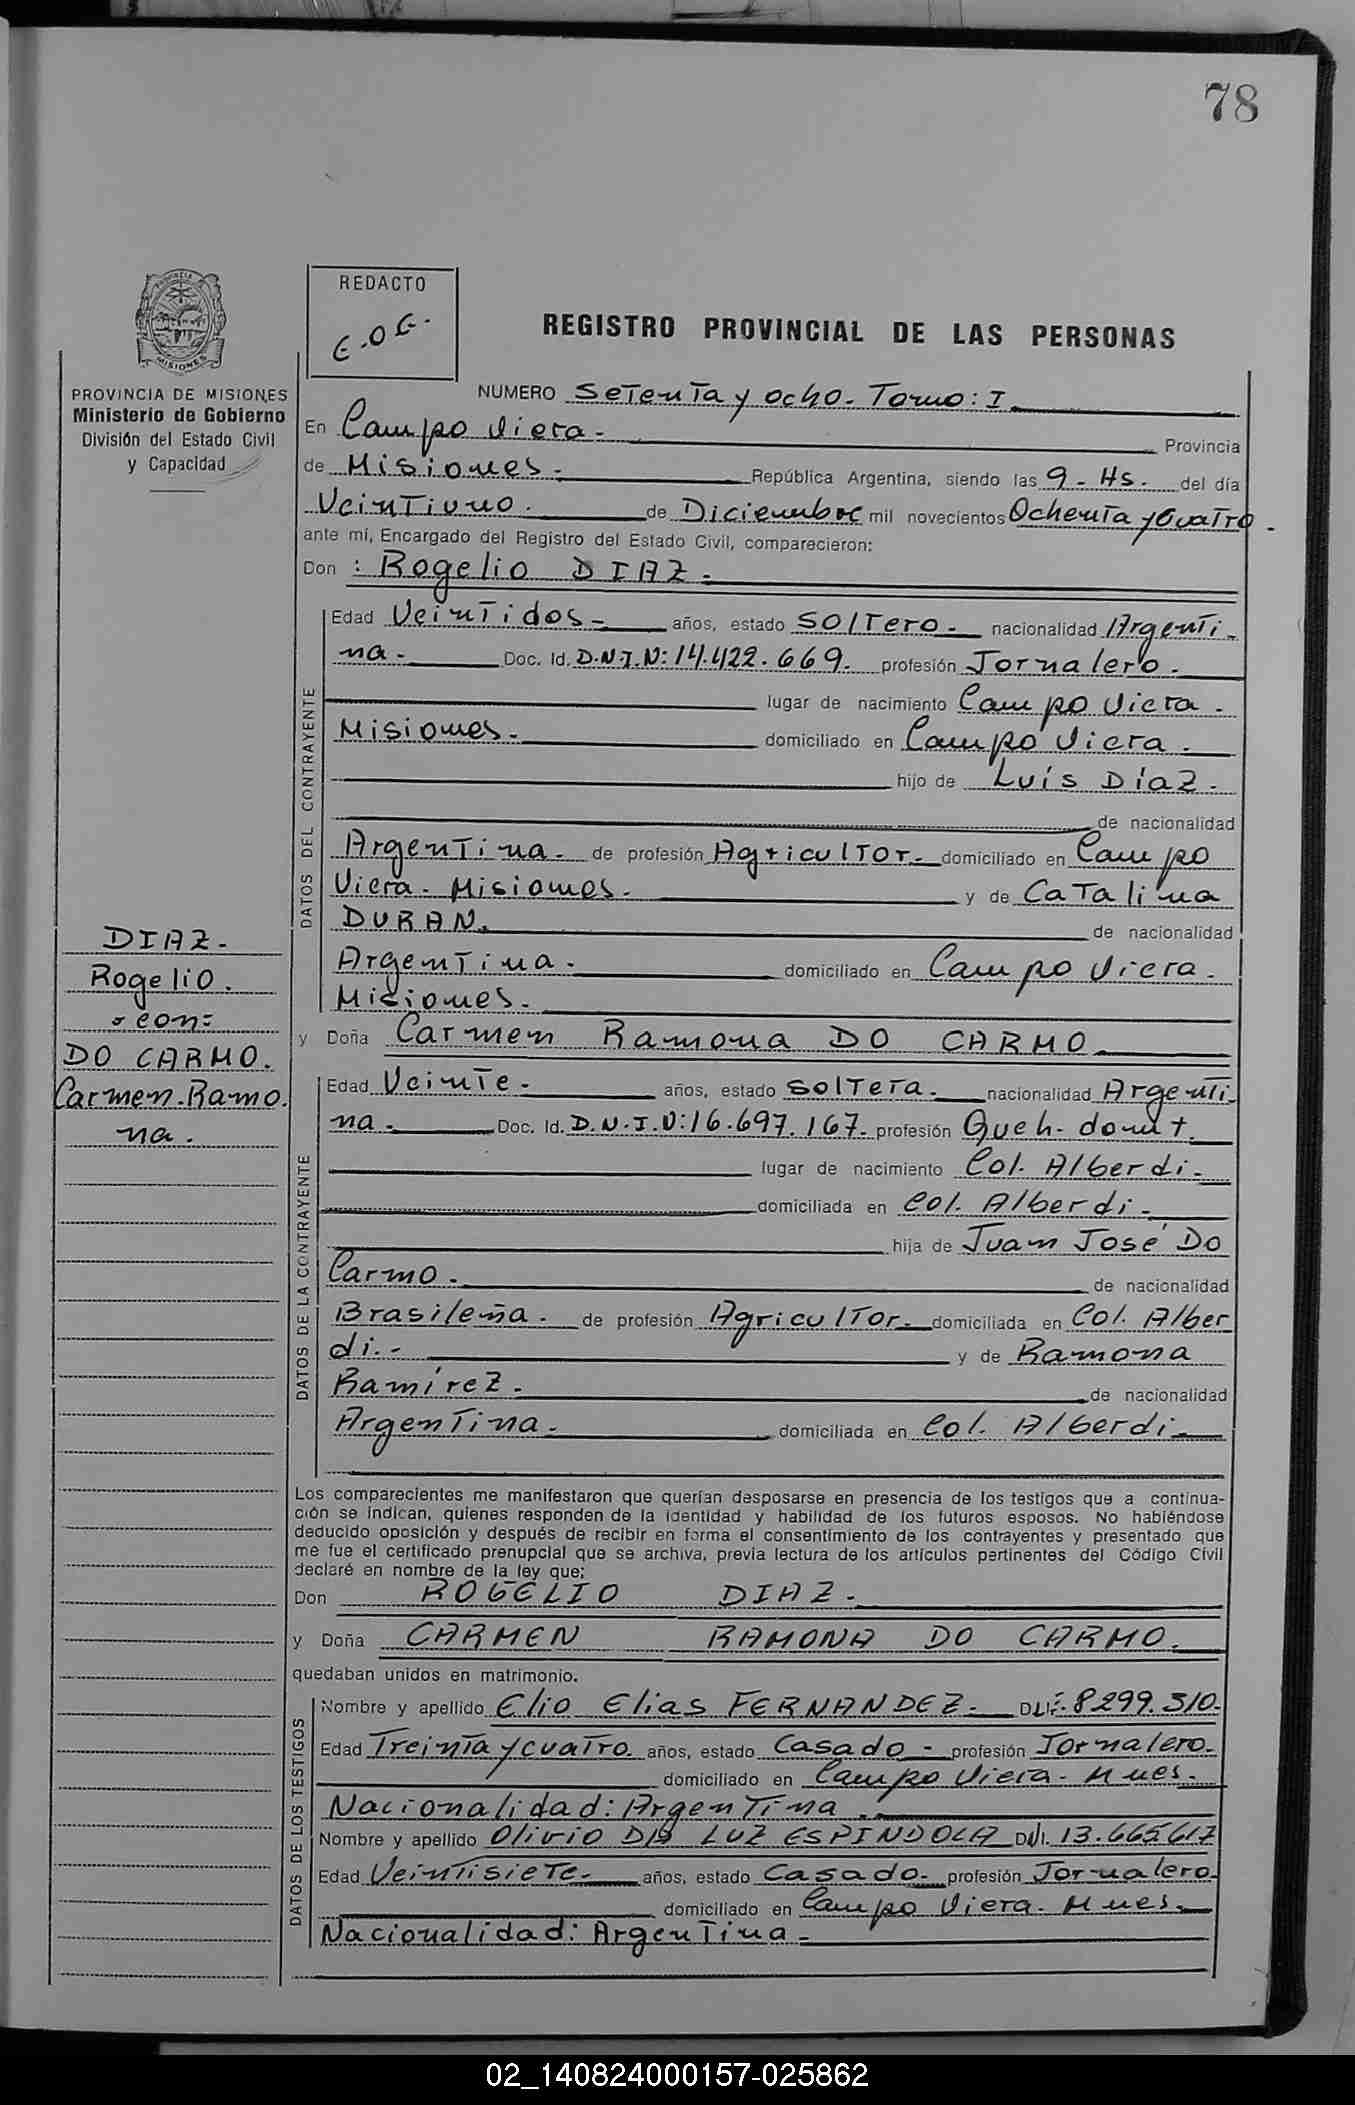 78
PROVINCIA
MISIONES
REDACTO
E.O.G.
REGISTRO PROVINCIAL DE LAS PERSONAS
PROVINCIA DE MISIONES
Ministerio de Gobierno
División del Estado Civil
y Capacidad
NUMERO Setenta y ocho. Tomo: I
En Campo Viera. Provincia
de Misiones. República Argentina, siendo las 9 - Hs. del día
Veintiuno. de Diciembre mil novecientos Ochenta y Cuatro.
ante mí, Encargado del Registro del Estado Civil, comparecieron:
Don : Rogelio DIAZ.
DATOS DEL CONTRAYENTE
Edad Veintidos. años, estado Soltero. nacionalidad Argenti-
na. Doc. Id. D.N.I.N: 14.422.669. profesión Jornalero.
lugar de nacimiento Campo Viera.
Misiones. domiciliado en Campo Viera.
hijo de Luís Díaz.
de nacionalidad
Argentina. de profesión Agricultor. domiciliado en Campo
Viera. Misiones. y de Catalina
DURAN. de nacionalidad
Argentina. domiciliado en Campo Viera.
Misiones.
DIAZ.
Rogelio.
=con=
DO CARMO.
Carmen.Ramo.
na.
y Doña Carmen Ramona DO CARMO
DATOS DE LA CONTRAYENTE
Edad Veinte. años, estado Soltera. nacionalidad Argenti-
na. Doc. Id. D.N.I.N: 16.697.167. profesión Queh. domt.
lugar de nacimiento Col. Alberdi.
domiciliada en Col. Alberdi.
hija de Juan José Do
Carmo. de nacionalidad
Brasileña. de profesión Agricultor. domiciliada en Col. Alber
di.- y de Ramona
Ramírez. de nacionalidad
Argentina. domiciliada en Col. Alberdi.
Los comparecientes me manifestaron que querían desposarse en presencia de los testigos que a continua-
ción se indican, quienes responden de la identidad y habilidad de los futuros esposos. No habiéndose
deducido oposición y después de recibir en forma el consentimiento de los contrayentes y presentado que
me fue el certificado prenupcial que se archiva, previa lectura de los artículos pertinentes del Código Civil
declaré en nombre de la ley que:
Don ROGELIO DIAZ.
y Doña CARMEN RAMONA DO CARMO.
quedaban unidos en matrimonio.
DATOS DE LOS TESTIGOS
Nombre y apellido Elio Elias FERNANDEZ. 8299.310.
Edad Treinta y cuatro. años, estado Casado - profesión Jornalero.
domiciliado en Campo Viera. Mnes.
Nacionalidad: Argentina.
Nombre y apellido Olivio DA LUZ ESPINDOLA DNI. 13.665.617
Edad Veintisiete. años, estado Casado. profesión Jornalero.
domiciliado en Campo Viera. Mnes.
Nacionalidad: Argentina.
02_140824000157-025862